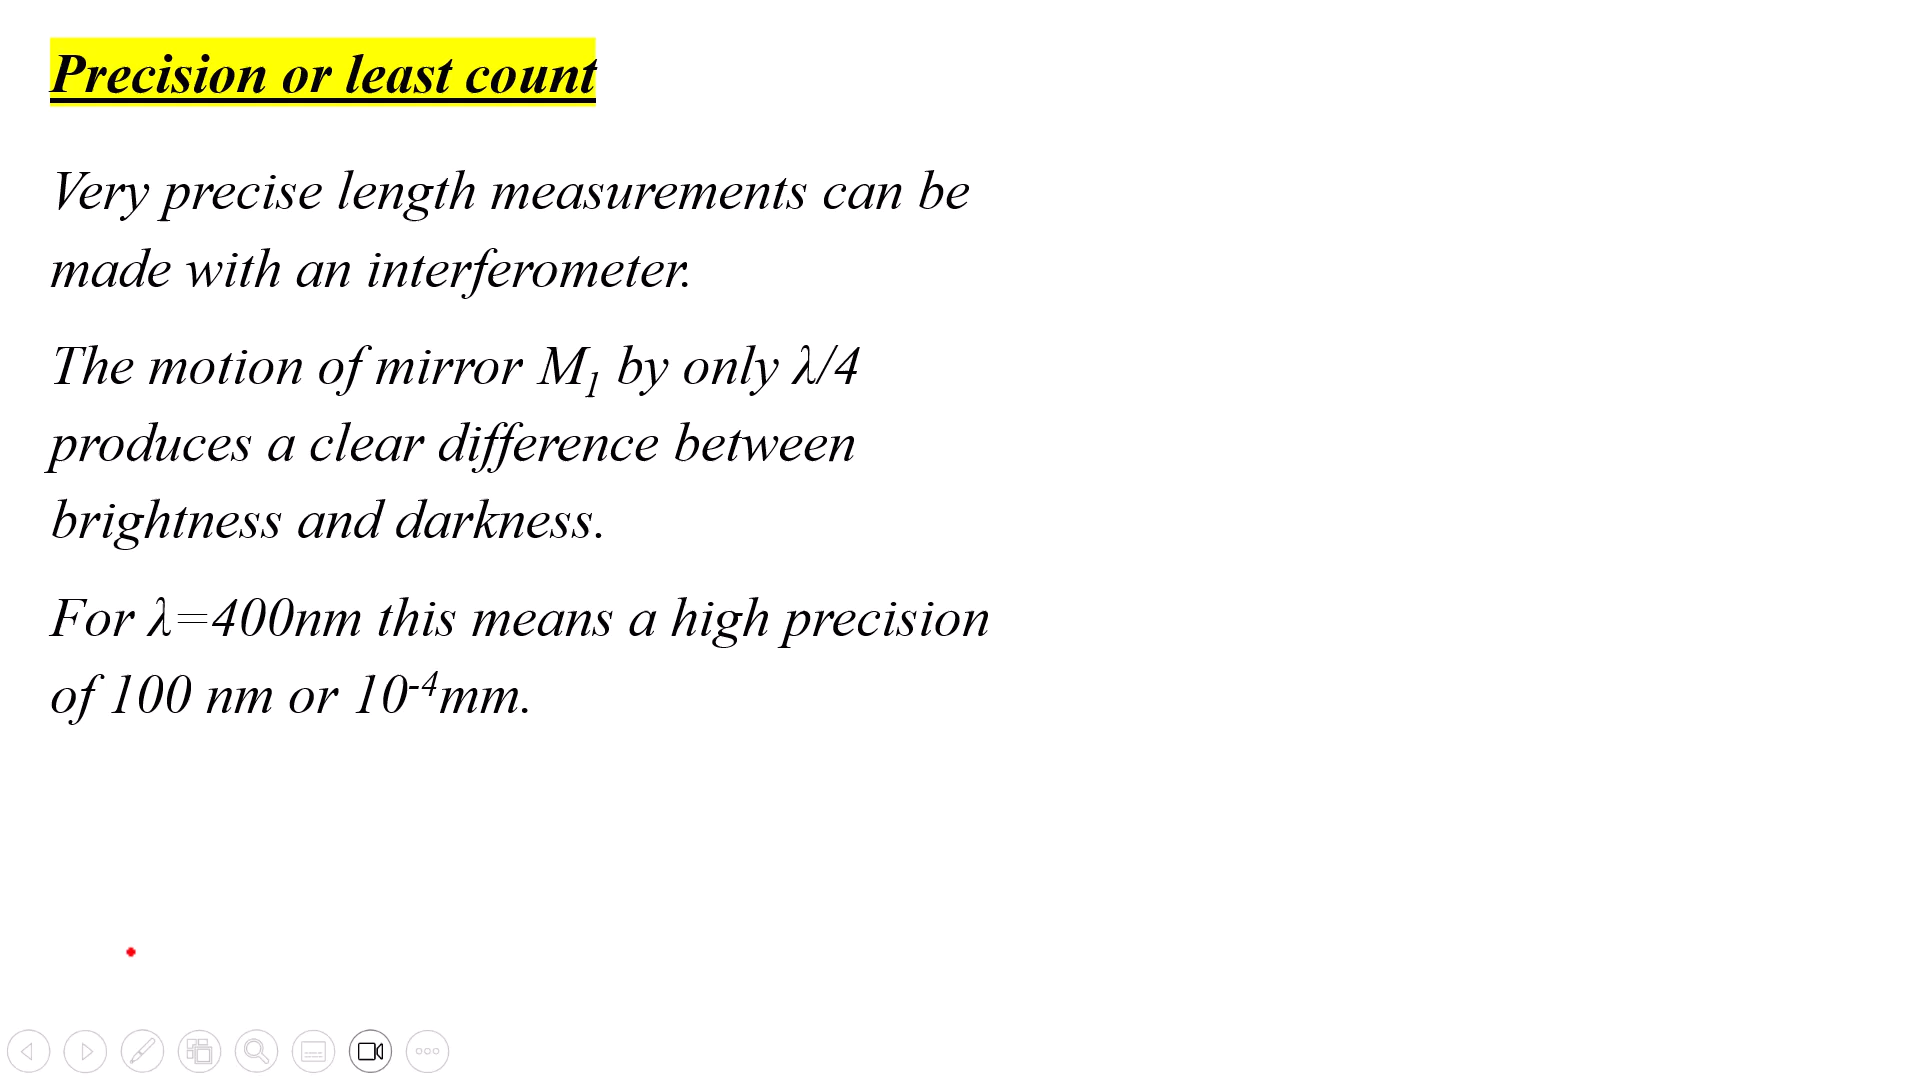 Precision or least count
Very precise length measurements can be
made with an interferometer.
The motion of mirror M₁ by only λ/4
produces a clear difference between
brightness and darkness.
For λ=400nm this means a high precision
of 100 nm or 10⁻⁴mm.